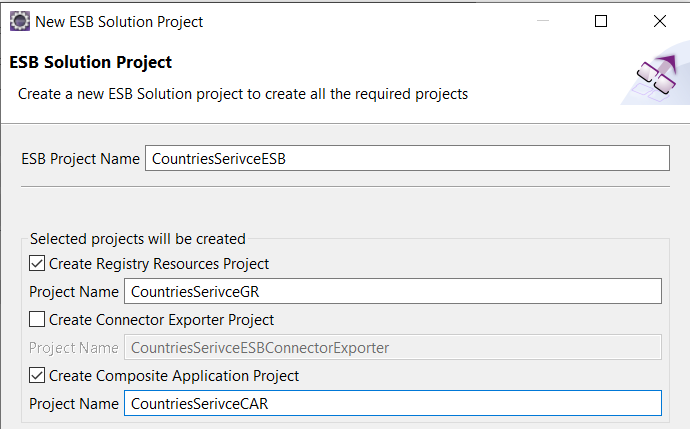 New ESB Solution Project
ESB Solution Project
Create a new ESB Solution project to create all the required projects
ESB Project Name CountriesSerivceESB
Selected projects will be created
Create Registry Resources Project
Project Name CountriesSerivceGR
Create Connector Exporter Project
Project Name CountriesSerivceESBConnectorExporter
Create Composite Application Project
Project Name CountriesSerivceCAR